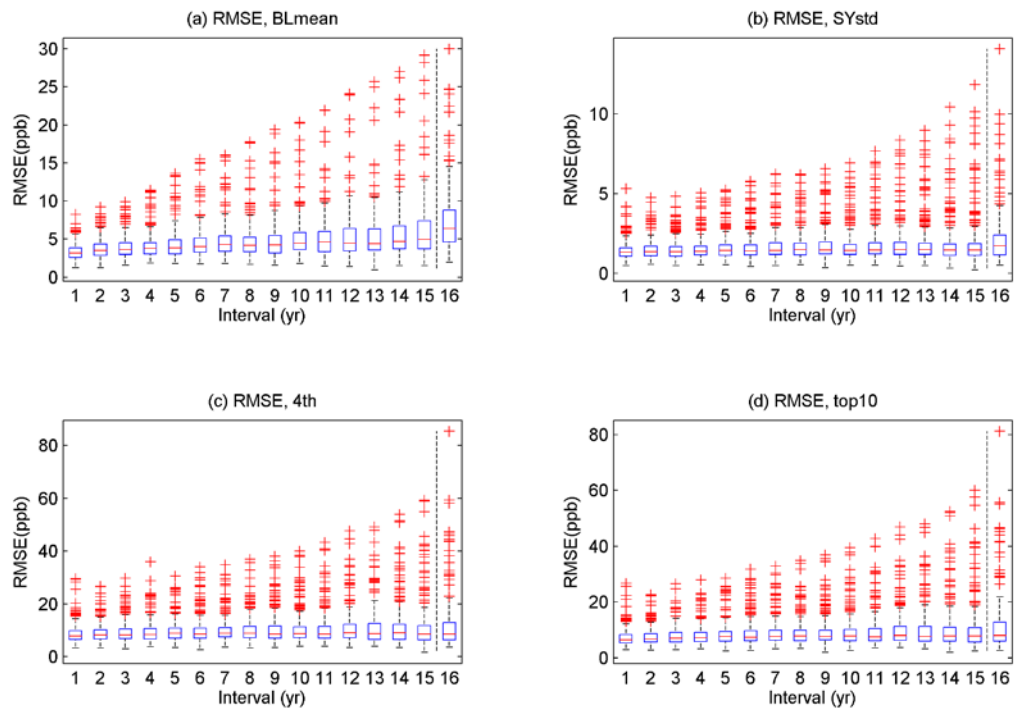 (a) RMSE, BLmean
RMSE(ppb)
30
25
20
15
10
5
0
1 2 3 4 5 6 7 8 9 10 11 12 13 14 15 16
Interval (yr)
(b) RMSE, SYstd
RMSE(ppb)
10
5
0
1 2 3 4 5 6 7 8 9 10 11 12 13 14 15 16
Interval (yr)
(c) RMSE, 4th
RMSE(ppb)
80
60
40
20
0
1 2 3 4 5 6 7 8 9 10 11 12 13 14 15 16
Interval (yr)
(d) RMSE, top10
RMSE(ppb)
80
60
40
20
0
1 2 3 4 5 6 7 8 9 10 11 12 13 14 15 16
Interval (yr)